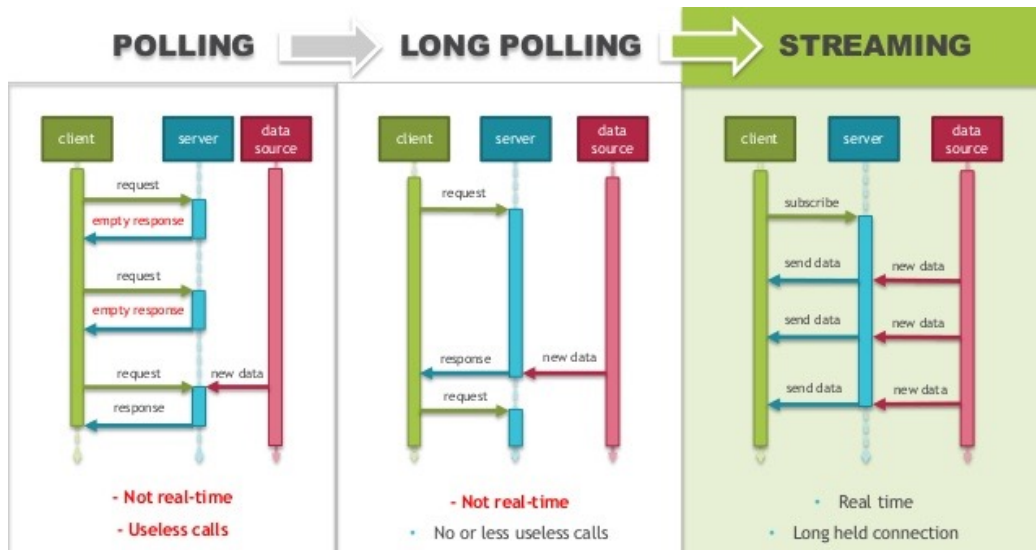 POLLING
LONG POLLING
STREAMING
client
server
data
source
request
empty response
request
empty response
request
new data
response
- Not real-time
- Useless calls
client
server
data
source
request
response
new data
request
- Not real-time
• No or less useless calls
client
server
data
source
subscribe
send data
new data
send data
new data
send data
new data
• Real time
• Long held connection